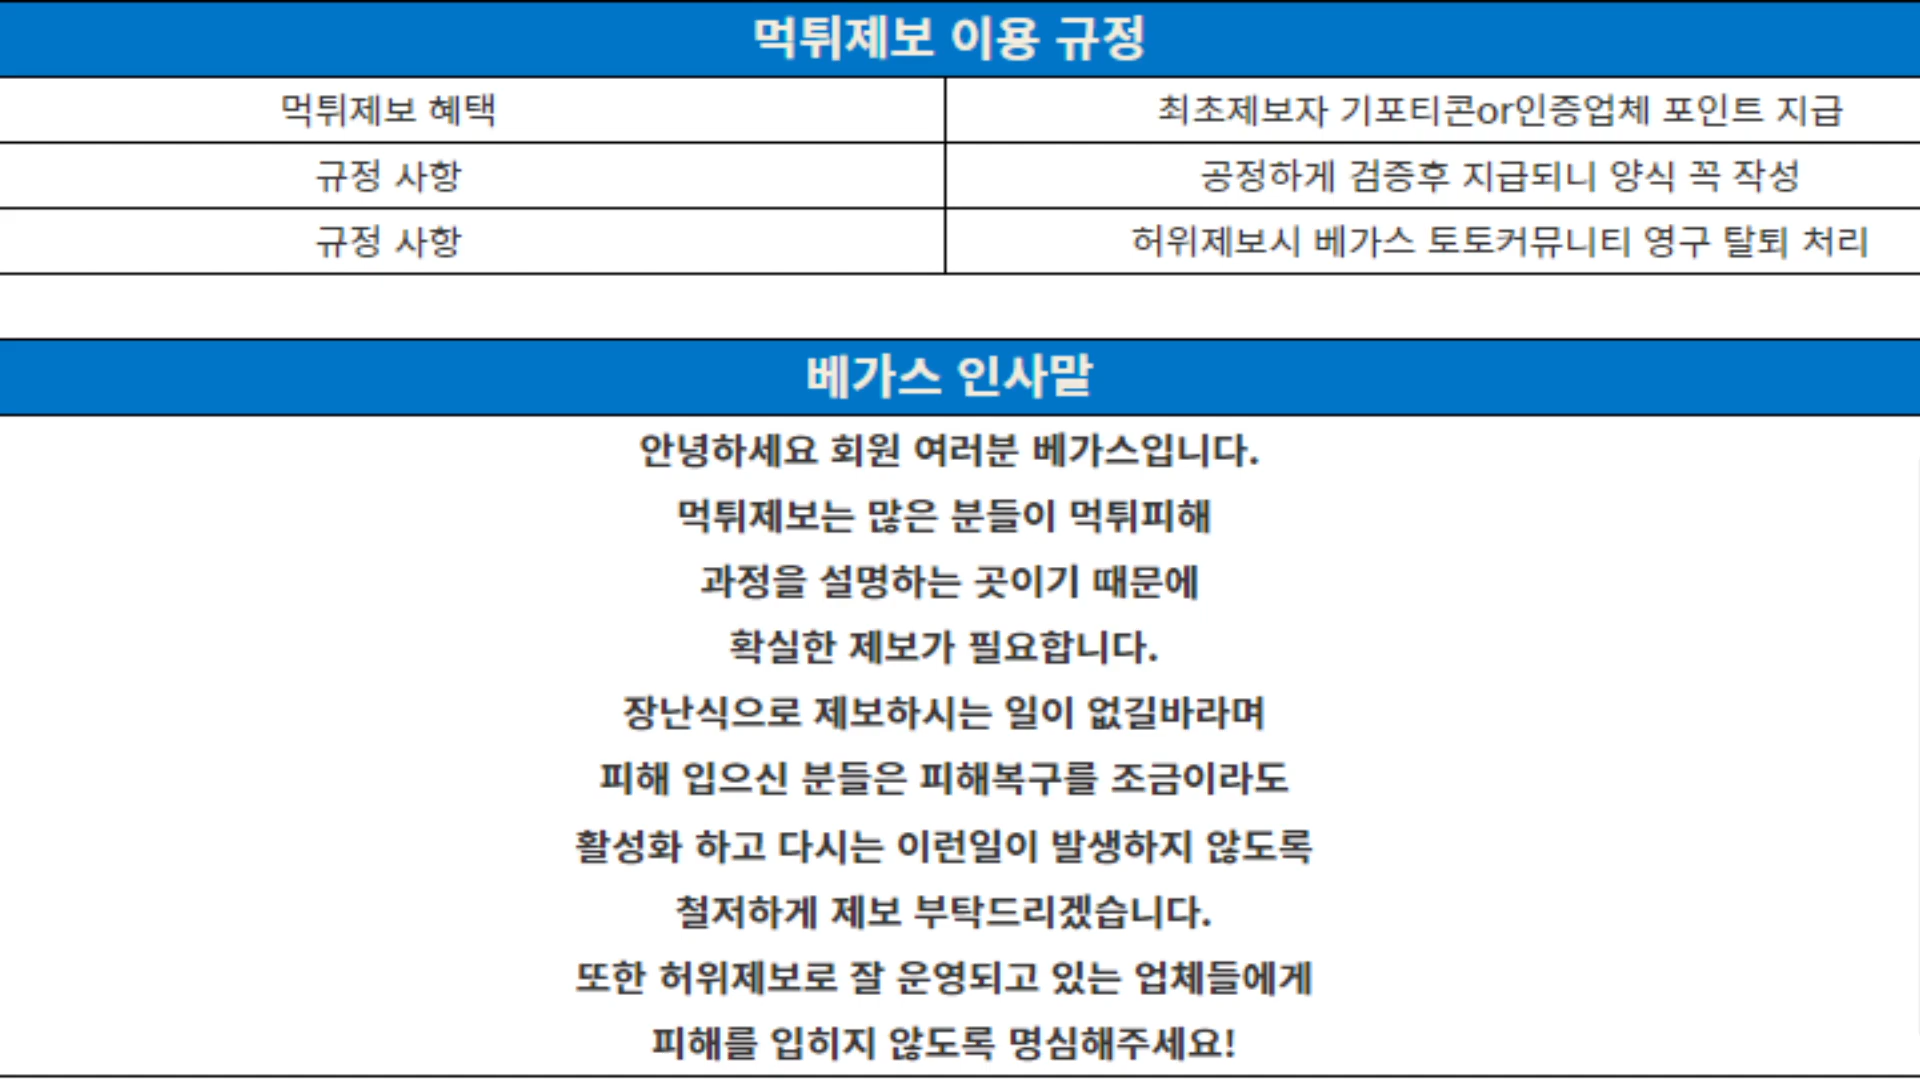 먹튀제보 이용 규정
먹튀제보 혜택 최초제보자 기포티콘or인증업체 포인트 지급
규정 사항 공정하게 검증후 지급되니 양식 꼭 작성
규정 사항 허위제보시 베가스 토토커뮤니티 영구 탈퇴 처리
베가스 인사말
안녕하세요 회원 여러분 베가스입니다.
먹튀제보는 많은 분들이 먹튀피해
과정을 설명하는 곳이기 때문에
확실한 제보가 필요합니다.
장난식으로 제보하시는 일이 없길바라며
피해 입으신 분들은 피해복구를 조금이라도
활성화 하고 다시는 이런일이 발생하지 않도록
철저하게 제보 부탁드리겠습니다.
또한 허위제보로 잘 운영되고 있는 업체들에게
피해를 입히지 않도록 명심해주세요!